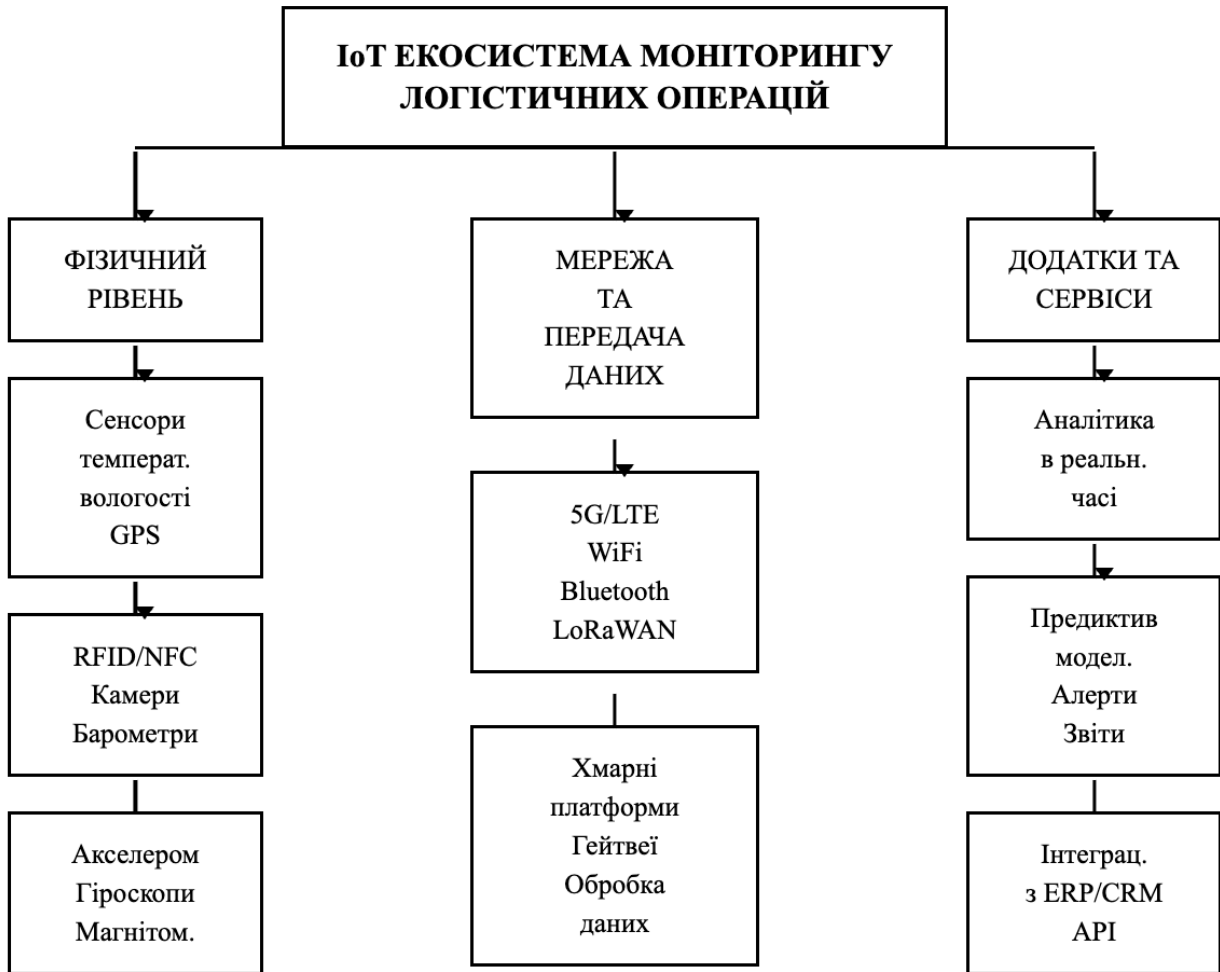 ІоТ ЕКОСИСТЕМА МОНІТОРИНГУ
ЛОГІСТИЧНИХ ОПЕРАЦІЙ
ФІЗИЧНИЙ
РІВЕНЬ
Сенсори
температ.
вологості
GPS
RFID/NFC
Камери
Барометри
Акселером
Гіроскопи
Магнітом.
МЕРЕЖА
ТА
ПЕРЕДАЧА
ДАНИХ
5G/LTE
WiFi
Bluetooth
LoRaWAN
Хмарні
платформи
Гейтвеї
Обробка
даних
ДОДАТКИ ТА
СЕРВІСИ
Аналітика
в реальн.
часі
Предиктив
модел.
Алерти
Звіти
Інтеграц.
з ERP/CRM
API